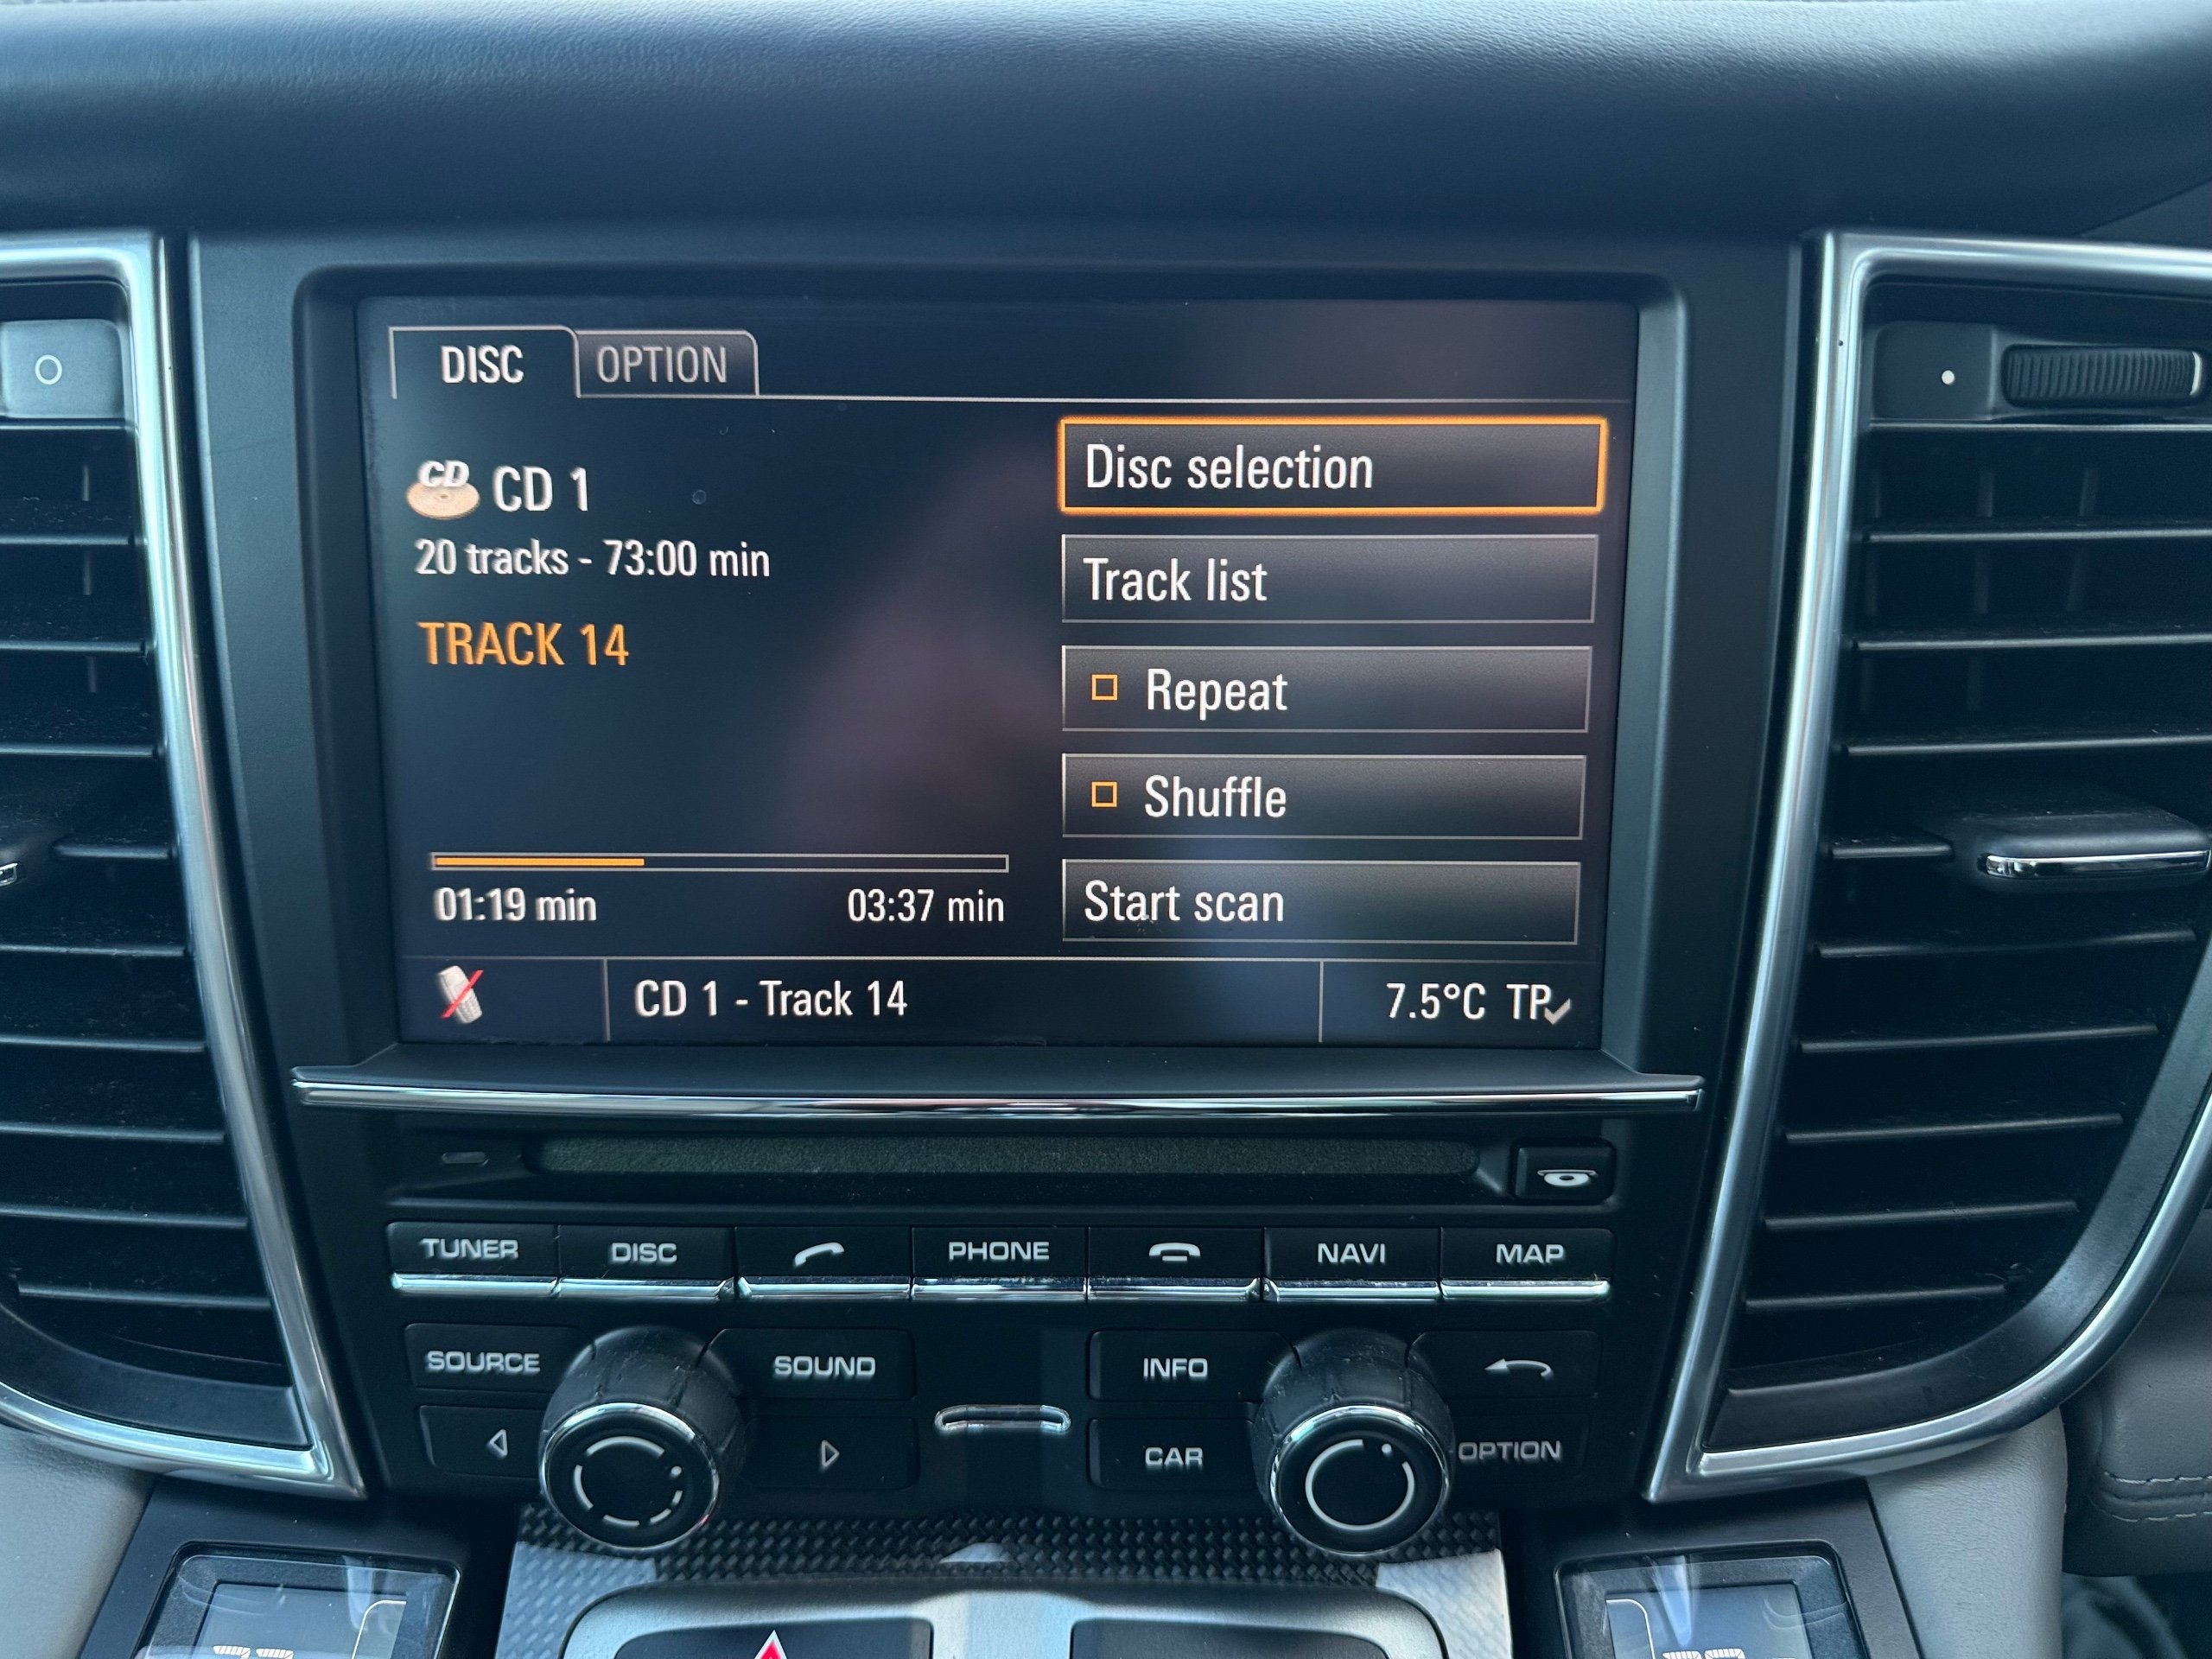 DISC OPTION
CD CD 1
20 tracks - 73:00 min
TRACK 14
01:19 min 03:37 min
Disc selection
Track list
Repeat
Shuffle
Start scan
CD 1 - Track 14 7.5°C TP
TUNER DISC PHONE NAVI MAP
SOURCE SOUND INFO
CAR OPTION